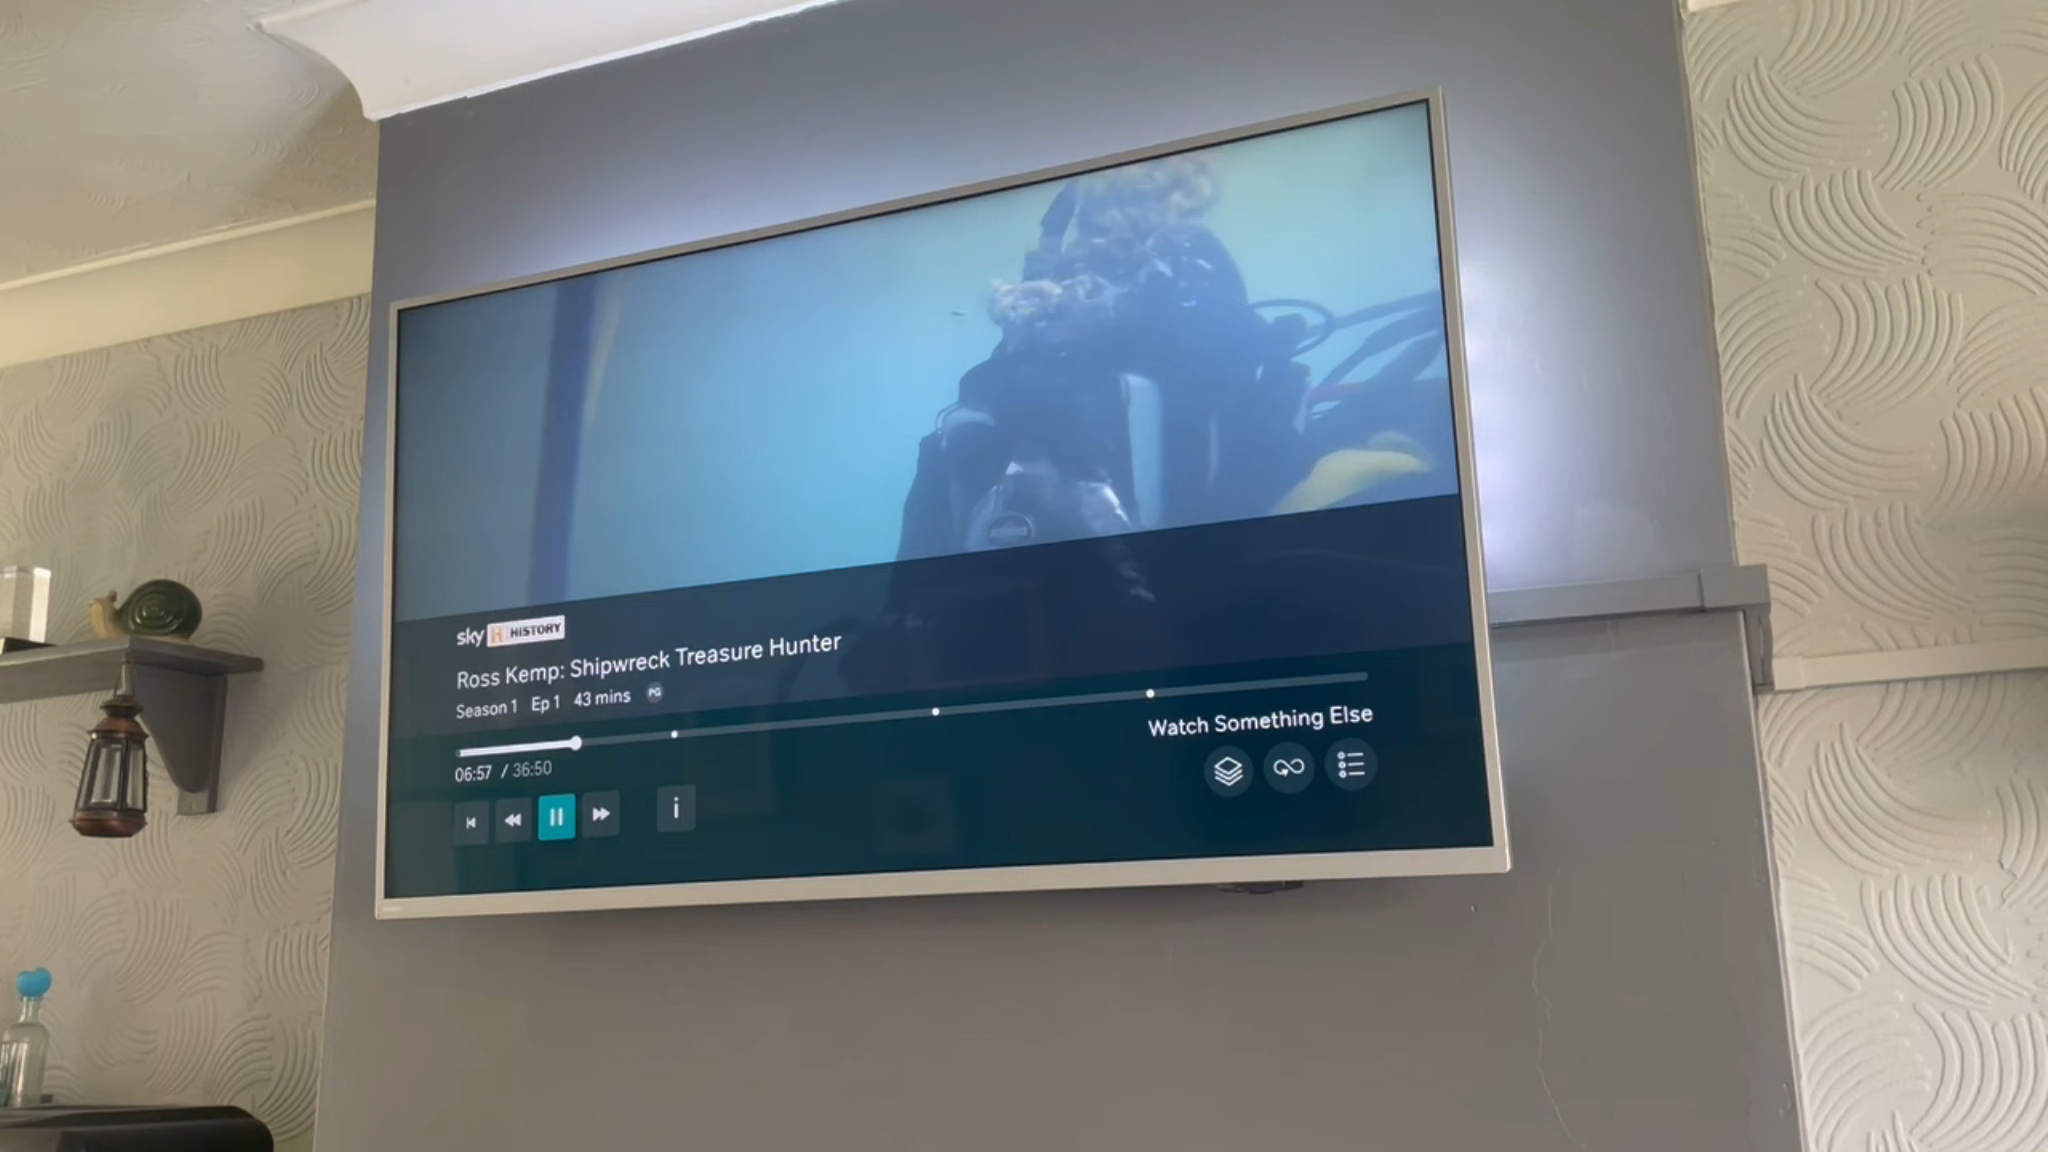 sky HISTORY
Ross Kemp: Shipwreck Treasure Hunter
Season 1 Ep 1 43 mins PG
06:57 / 36:50
Watch Something Else